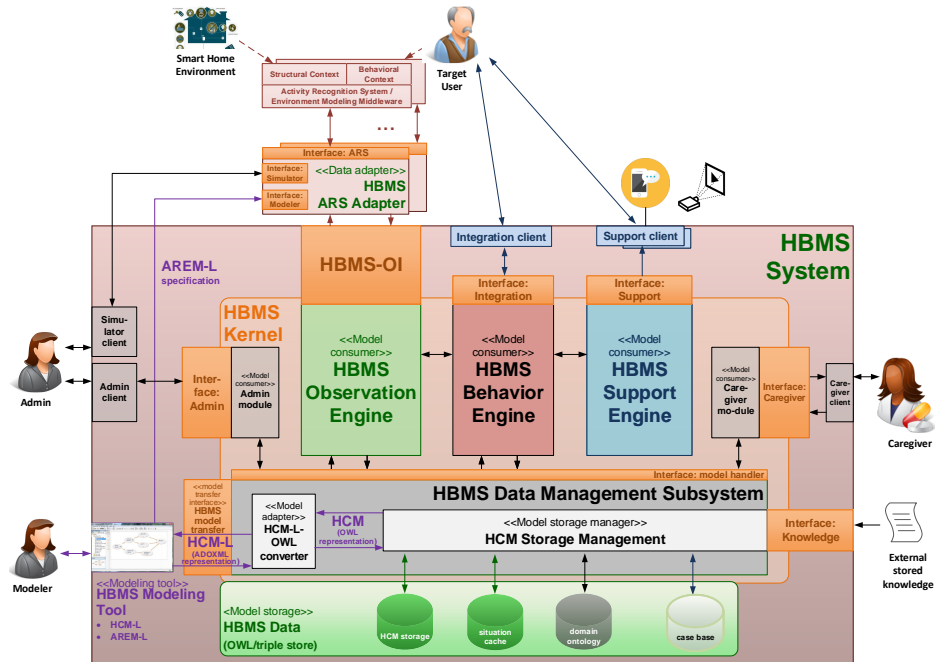 Smart Home
Environment
Target
User
Structural Context
Behavioral
Context
Activity Recognition System /
Environment Modeling Middleware
...
Interface: ARS
Interface:
Simulator
Interface:
Modeler
<<Data adapter>>
HBMS
ARS Adapter
HBMS
System
Integration client
Support client
AREM-L
specification
HBMS-OI
Interface:
Integration
Interface:
Support
HBMS
Kernel
Simu-
lator
client
Admin
client
Admin
Inter-
face:
Admin
<<Model
consumer>>
Admin
module
<<Model
consumer>>
HBMS
Observation
Engine
<<Model
consumer>>
HBMS
Behavior
Engine
<<Model
consumer>>
HBMS
Support
Engine
<<Model
consumer>>
Care-
giver
mo-dule
Interface:
Caregiver
Care-
giver
client
Caregiver
Interface: model handler
HBMS Data Management Subsystem
<<model
transfer
interface>>
HBMS
model
transfer
HCM-L
(ADOXML
representation)
<<Model
adapter>>
HCM-L-
OWL
converter
HCM
(OWL
representation)
<<Model storage manager>>
HCM Storage Management
Interface:
Knowledge
External
stored
knowledge
Modeler
<<Modeling tool>>
HBMS Modeling
Tool
• HCM-L
• AREM-L
<Model storage>>
HBMS Data
(OWL/triple store)
HCM storage
situation
cache
domain
ontology
case base